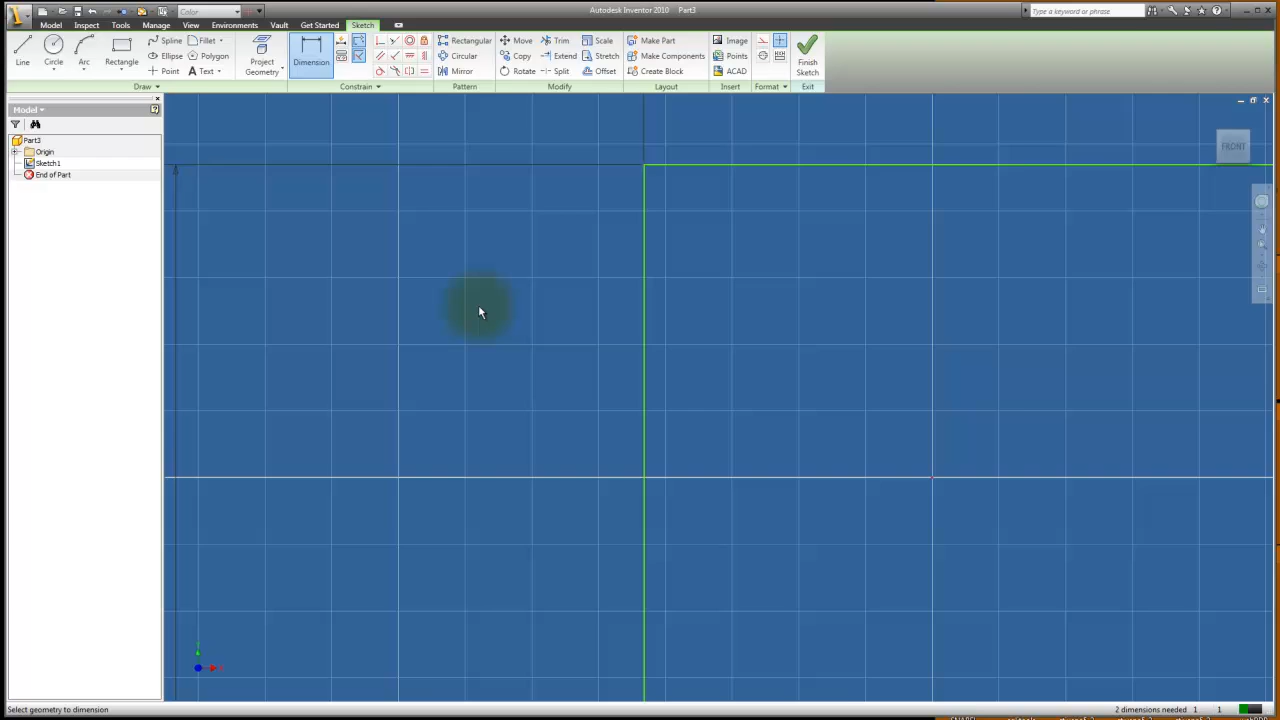 Color
Autodesk Inventor 2010 Part3
Type a keyword or phrase
Model Inspect Tools Manage View Environments Vault Get Started Sketch
Line Circle Arc Rectangle
Spline Fillet
Ellipse Polygon
Point Text
Project Geometry
Dimension
Rectangular
Circular
Mirror
Move Trim Scale
Copy Extend Stretch
Rotate Split Offset
Make Part
Make Components
Create Block
Image
Points
ACAD
Finish Sketch
Draw Constrain Pattern Modify Layout Insert Format Exit
Model
Part3
Origin
Sketch1
End of Part
FRONT
Select geometry to dimension
2 dimensions needed 1 1